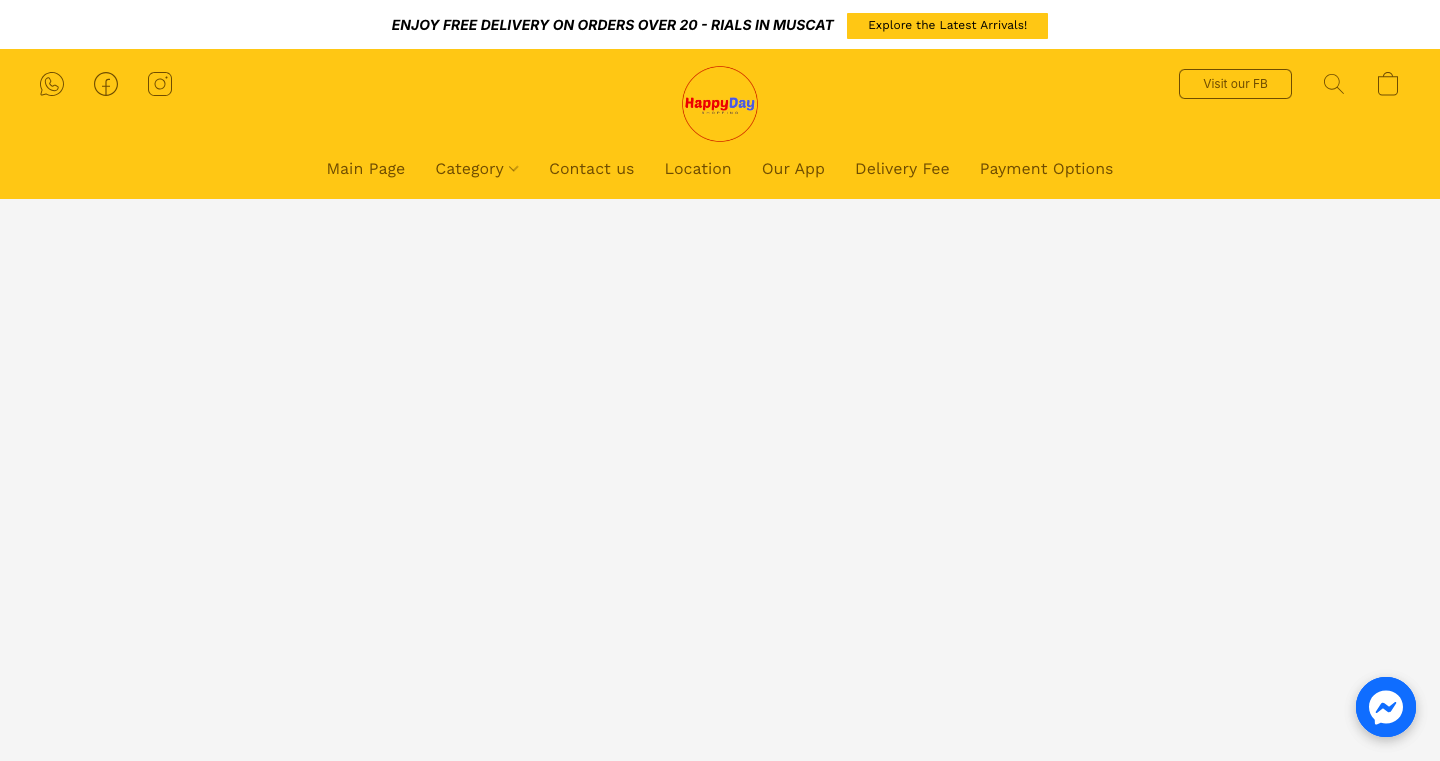 ENJOY FREE DELIVERY ON ORDERS OVER 20 - RIALS IN MUSCAT
Explore the Latest Arrivals!
Visit our FB
HappyDay
SHOPPING
Main Page
Category
Contact us
Location
Our App
Delivery Fee
Payment Options